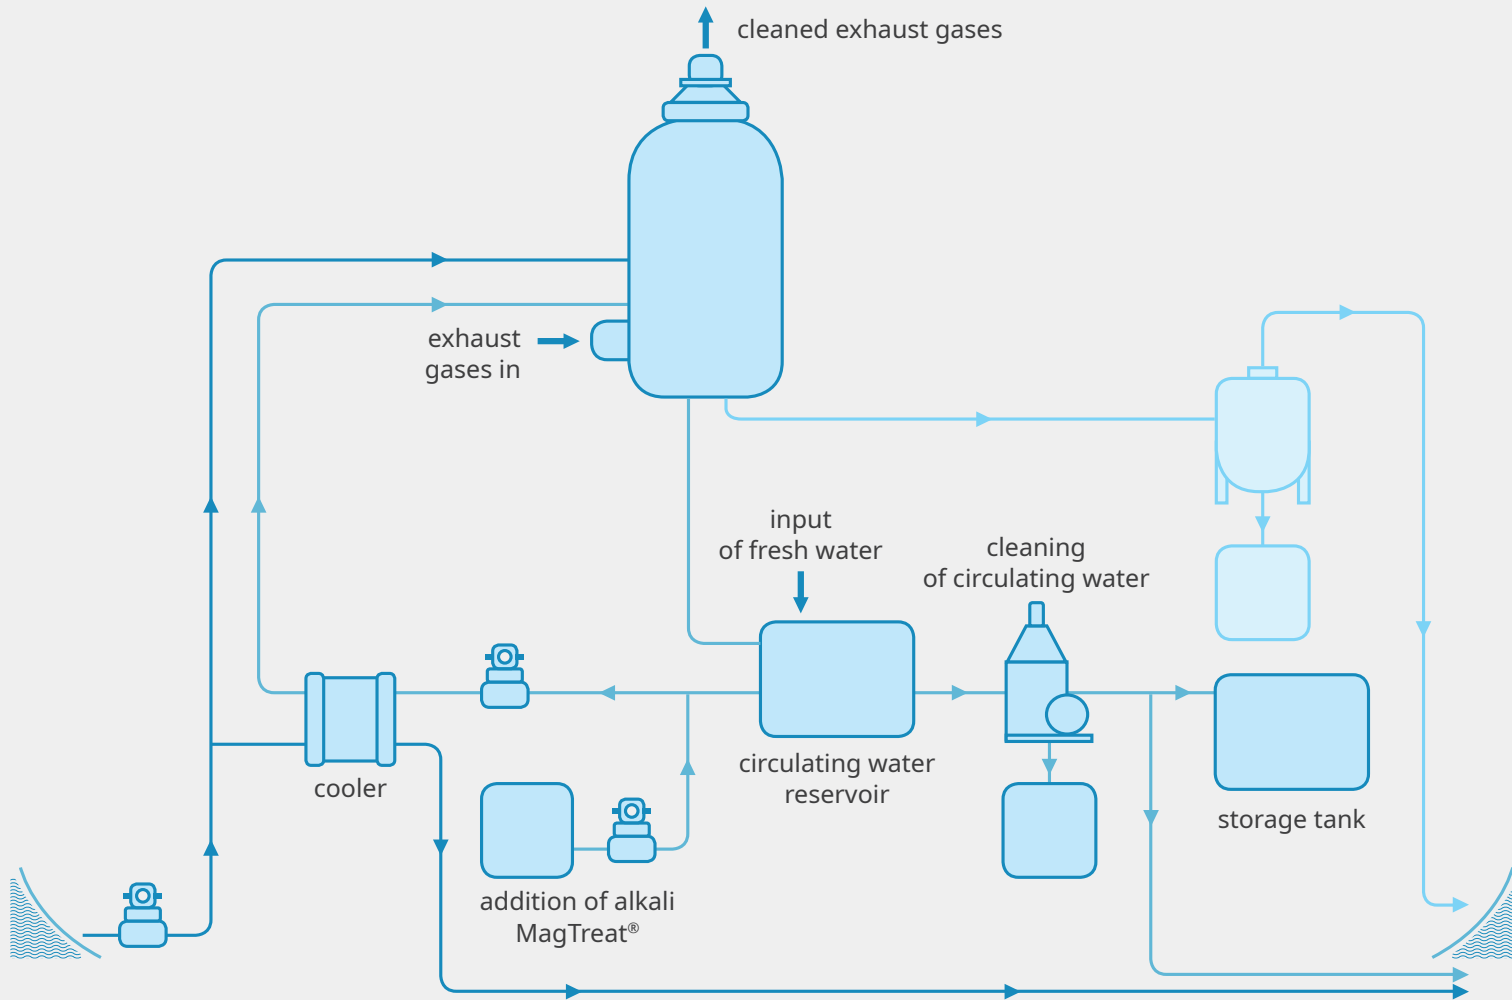 cleaned exhaust gases
exhaust
gases in
input
of fresh water
cleaning
of circulating water
cooler
circulating water
reservoir
storage tank
addition of alkali
MagTreat®